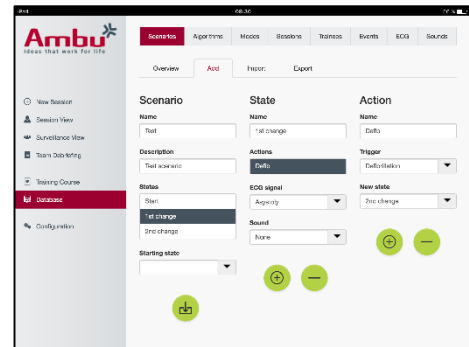 iPad
08:30
Ambu
Ideas that work for life
Scenarios Algorithms Modes Sessions Trainees Events ECG Sounds
Overview Add Import Export
New Session
Session View
Surveillance View
Team Debriefing
Training Course
Database
Configuration
Scenario
Name
Test
Description
Test scenario
States
Start
1st change
2nd change
Starting state
State
Name
1st change
Actions
Defib
ECG signal
Asystoly
Sound
None
Action
Name
Defib
Trigger
Defibrillation
New state
2nd change